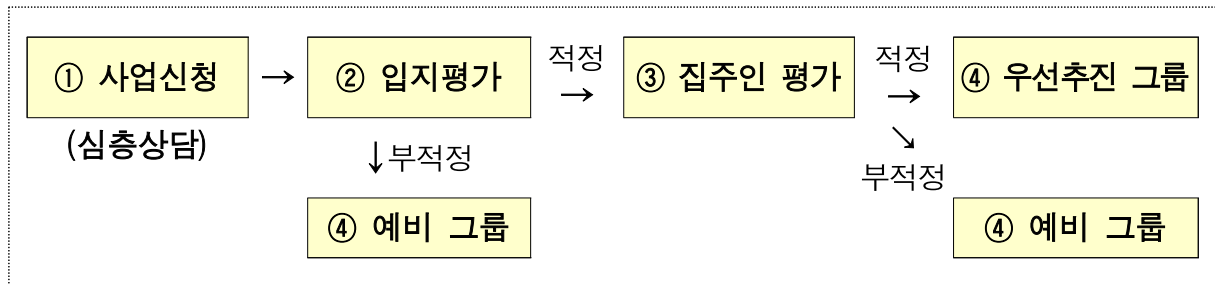 ① 사업신청 → ② 입지평가 적정 → ③ 집주인 평가 적정 → ④ 우선추진 그룹
(심층상담) ↓부적정 ↘ 부적정
④ 예비 그룹 ④ 예비 그룹